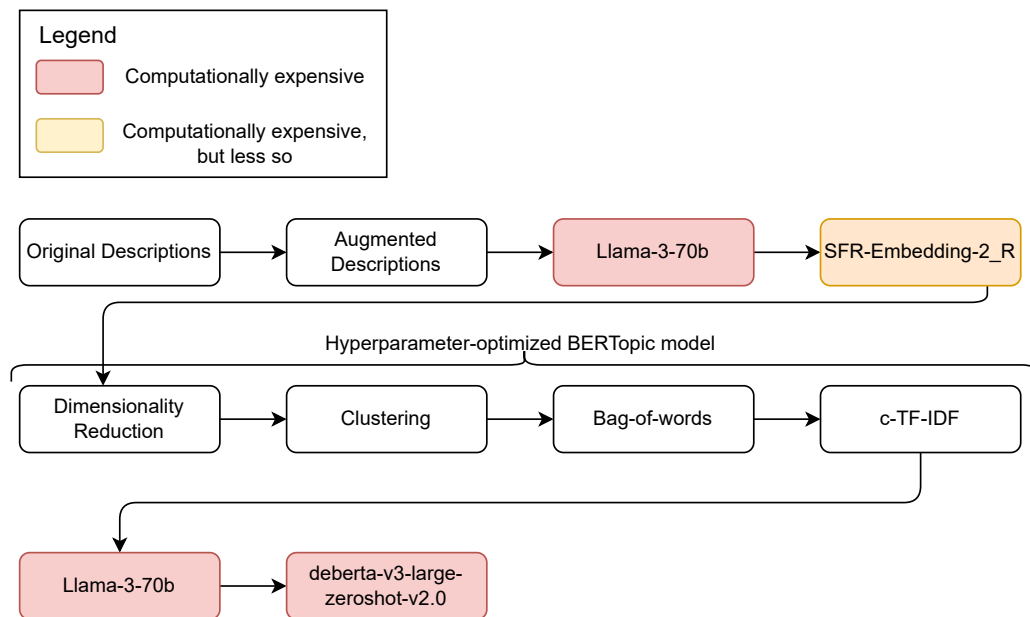 Legend
Computationally expensive
Computationally expensive,
but less so
Original Descriptions
Augmented
Descriptions
Llama-3-70b
SFR-Embedding-2_R
Hyperparameter-optimized BERTopic model
Dimensionality
Reduction
Clustering
Bag-of-words
c-TF-IDF
Llama-3-70b
deberta-v3-large-
zeroshot-v2.0